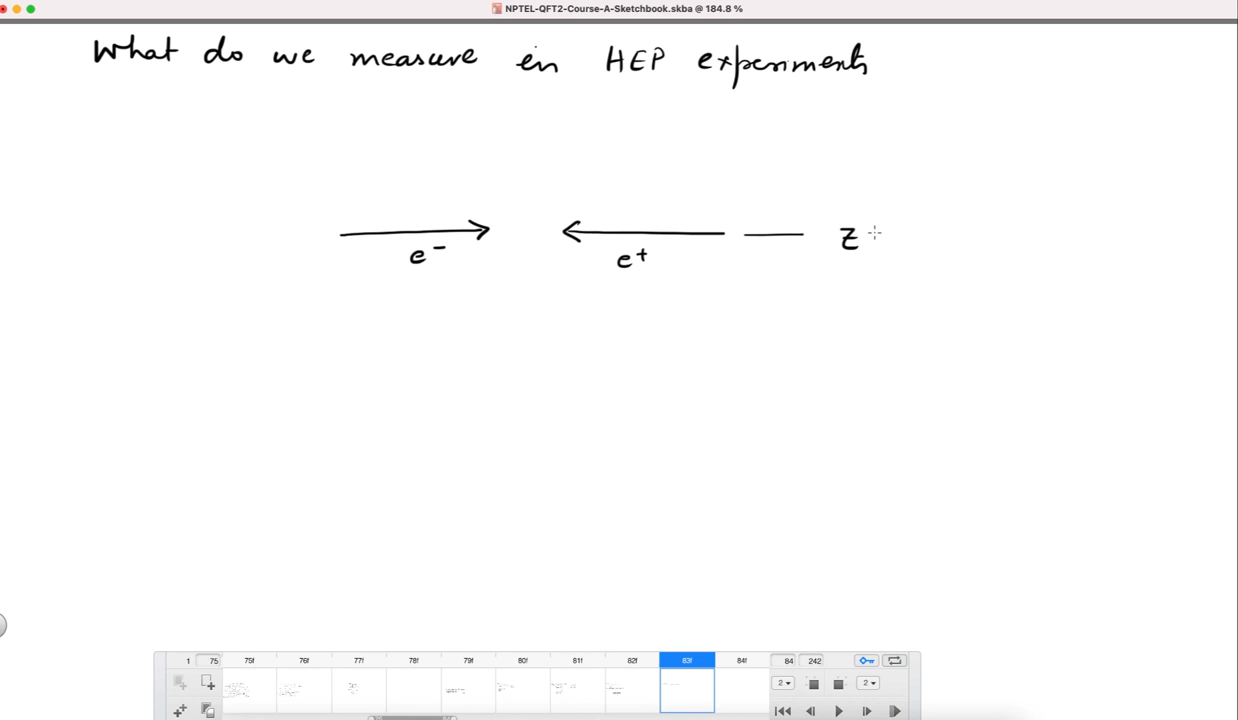 NPTEL-QFT2-Course-A-Sketchbook.skba @ 184.8 %
What do we measure in HEP experiments
e⁻ e⁺ z
1 75 75f 76f 77f 78f 79f 80f 81f 82f 83f 84f 84 242
2 2